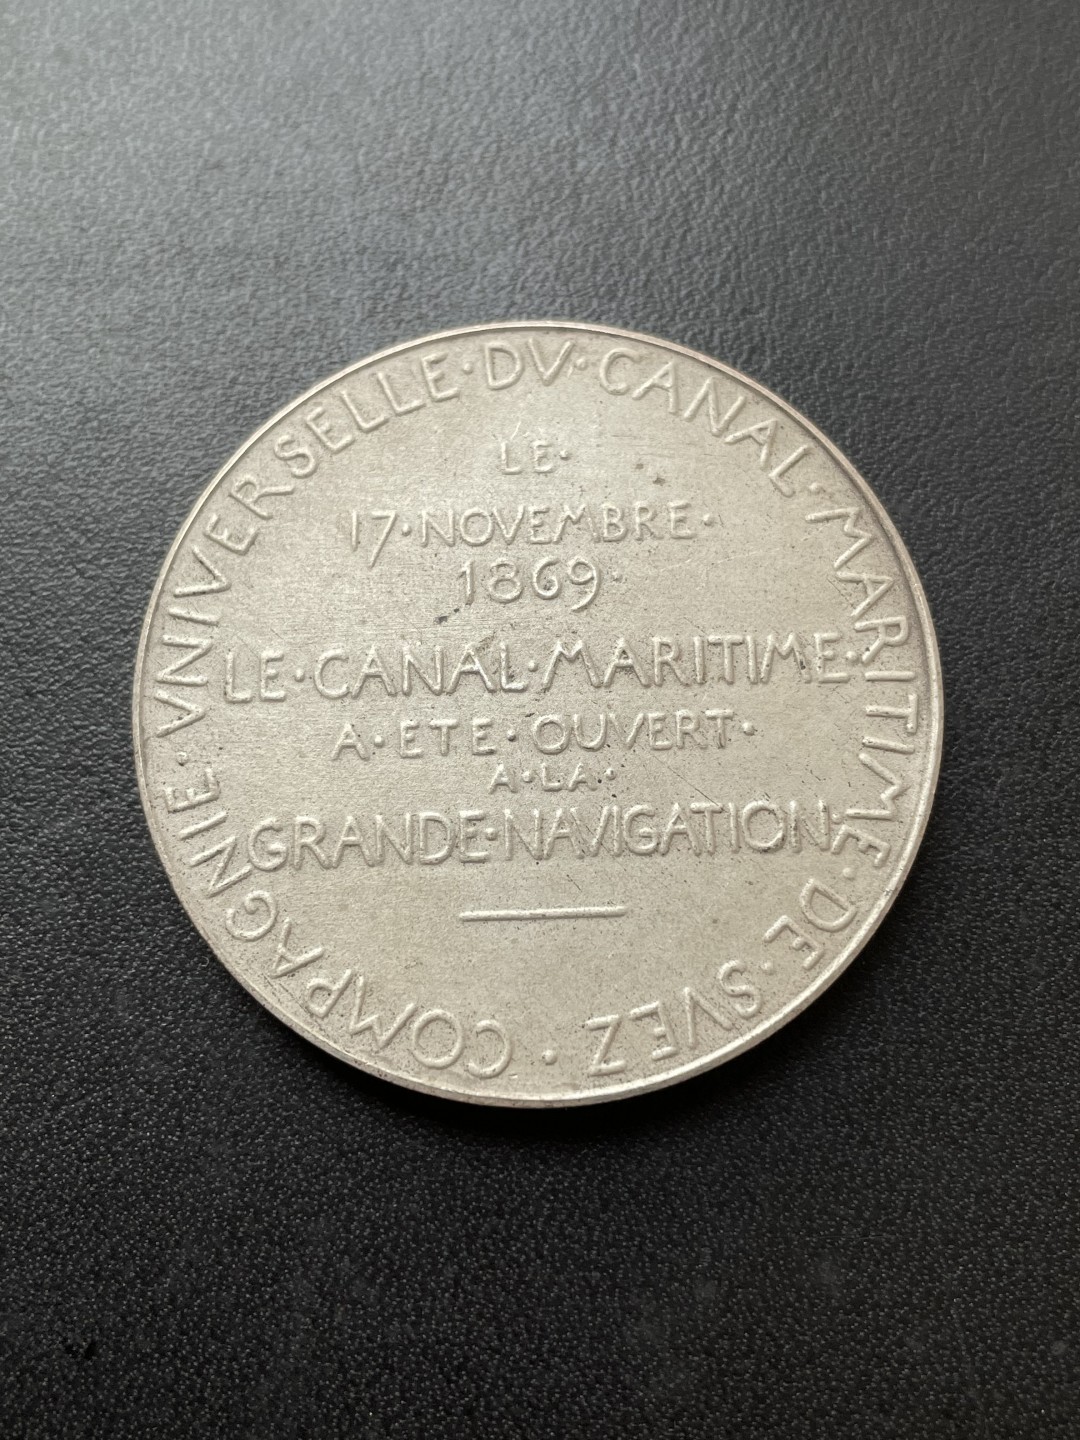 COMPAGNIE·VNIVERSELLE·DV·CANAL·MARITIME·DE·SVEZ·
LE·
17·NOVEMBRE·
1869·
LE·CANAL·MARITIME·
A·ETE·OUVERT·
A·LA·
GRANDE·NAVIGATION·